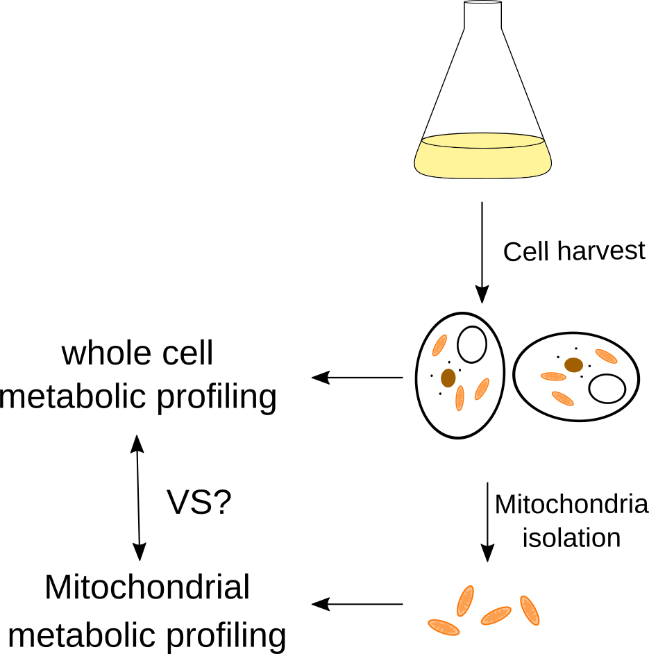 Cell harvest
whole cell
metabolic profiling
VS?
Mitochondria
isolation
Mitochondrial
metabolic profiling